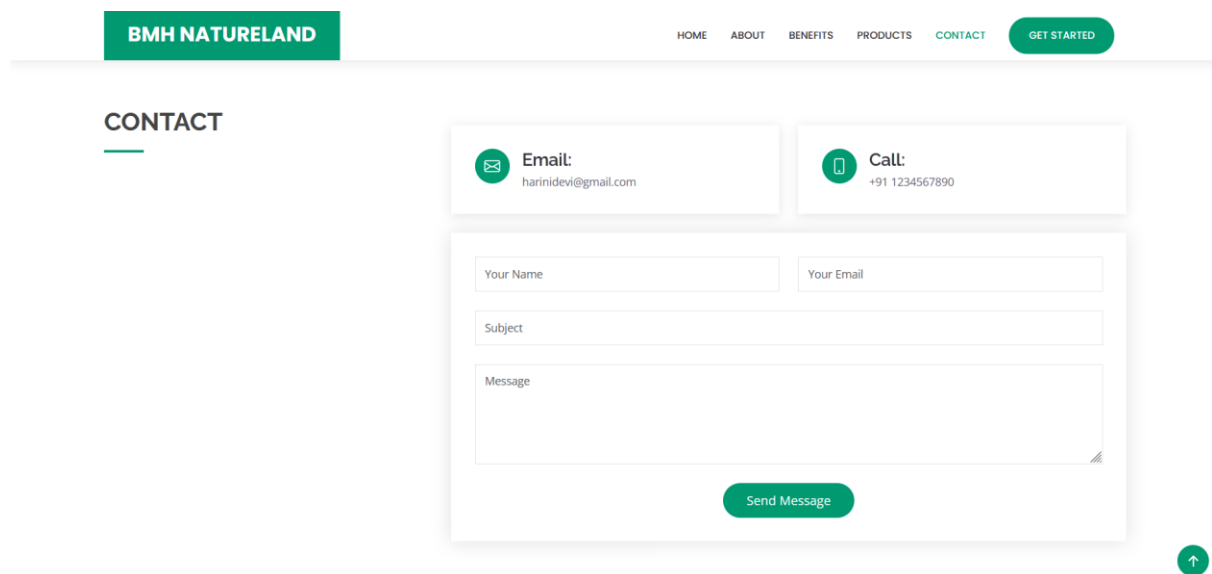 BMH NATURELAND
HOME ABOUT BENEFITS PRODUCTS CONTACT GET STARTED
CONTACT
Email:
harinidevi@gmail.com
Call:
+91 1234567890
Your Name
Your Email
Subject
Message
Send Message